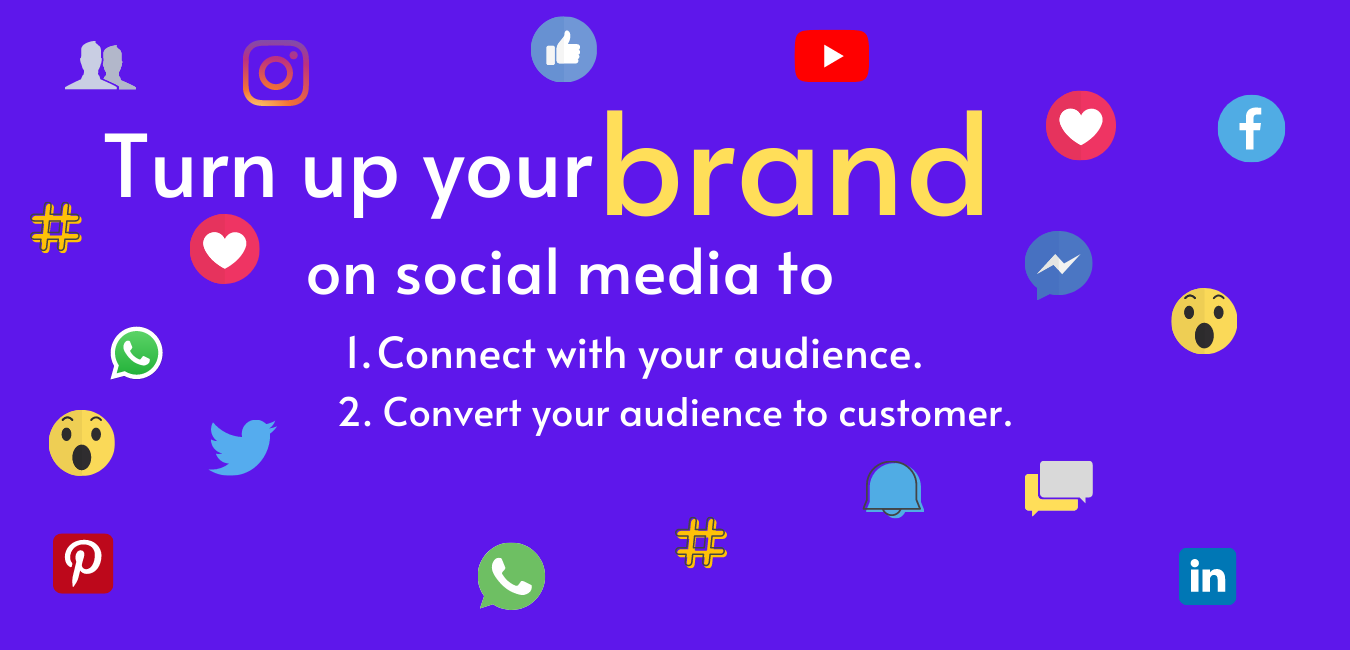 Turn up your brand
on social media to
1. Connect with your audience.
2. Convert your audience to customer.